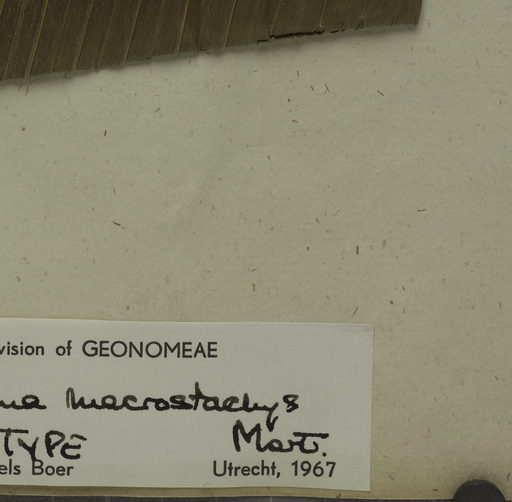 vision of GEONOMEAE
ma macrostachys
TYPE Mart.
els Boer Utrecht, 1967